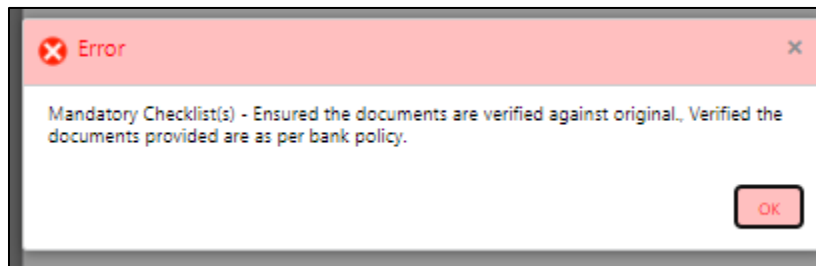 Error
Mandatory Checklist(s) - Ensured the documents are verified against original., Verified the
documents provided are as per bank policy.
OK